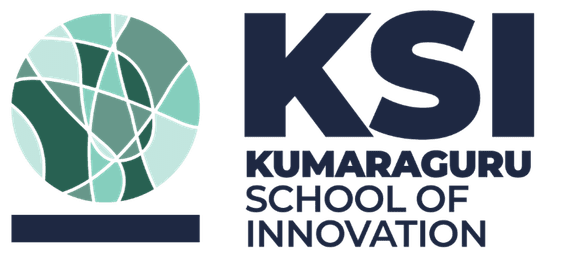 KSI
KUMARAGURU
SCHOOL OF
INNOVATION